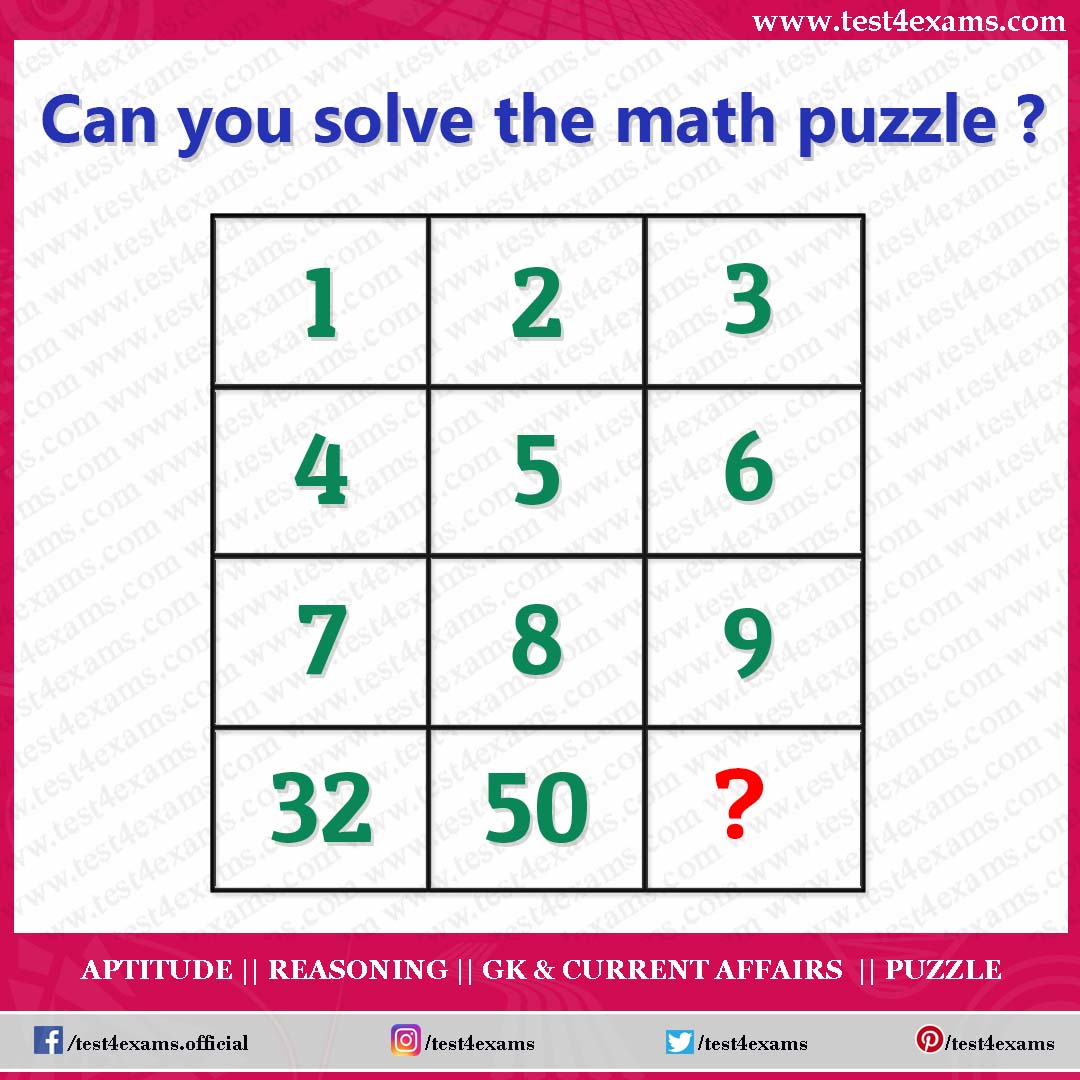 www.test4exams.com
Can you solve the math puzzle ?
1 2 3
4 5 6
7 8 9
32 50 ?
APTITUDE || REASONING || GK & CURRENT AFFAIRS || PUZZLE
/test4exams.official /test4exams /test4exams /test4exams